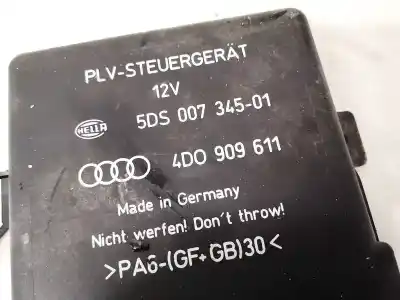 PLV-STEUERGERÄT
12V
HELLA 5DS 007 345-01
4D0 909 611
Made in Germany
Nicht werfen! Don't throw!
>PA6-(GF+GB)30<